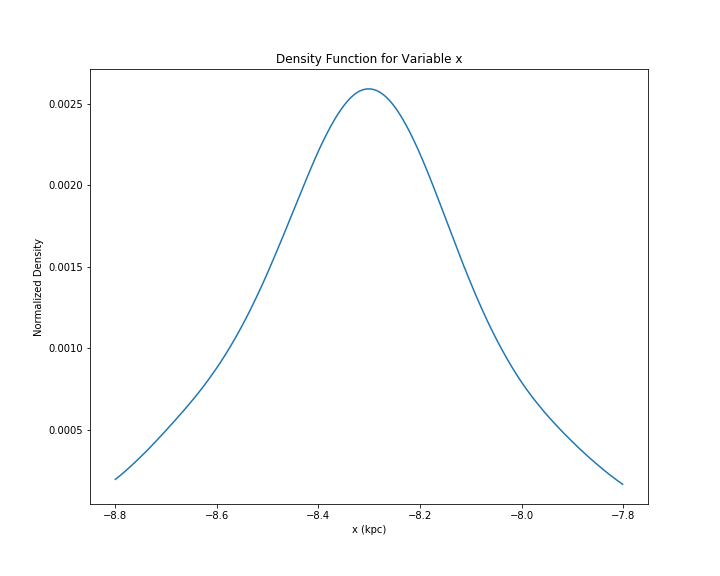 Density Function for Variable x
0.0025
0.0020
0.0015
0.0010
0.0005
Normalized Density
−8.8 −8.6 −8.4 −8.2 −8.0 −7.8
x (kpc)